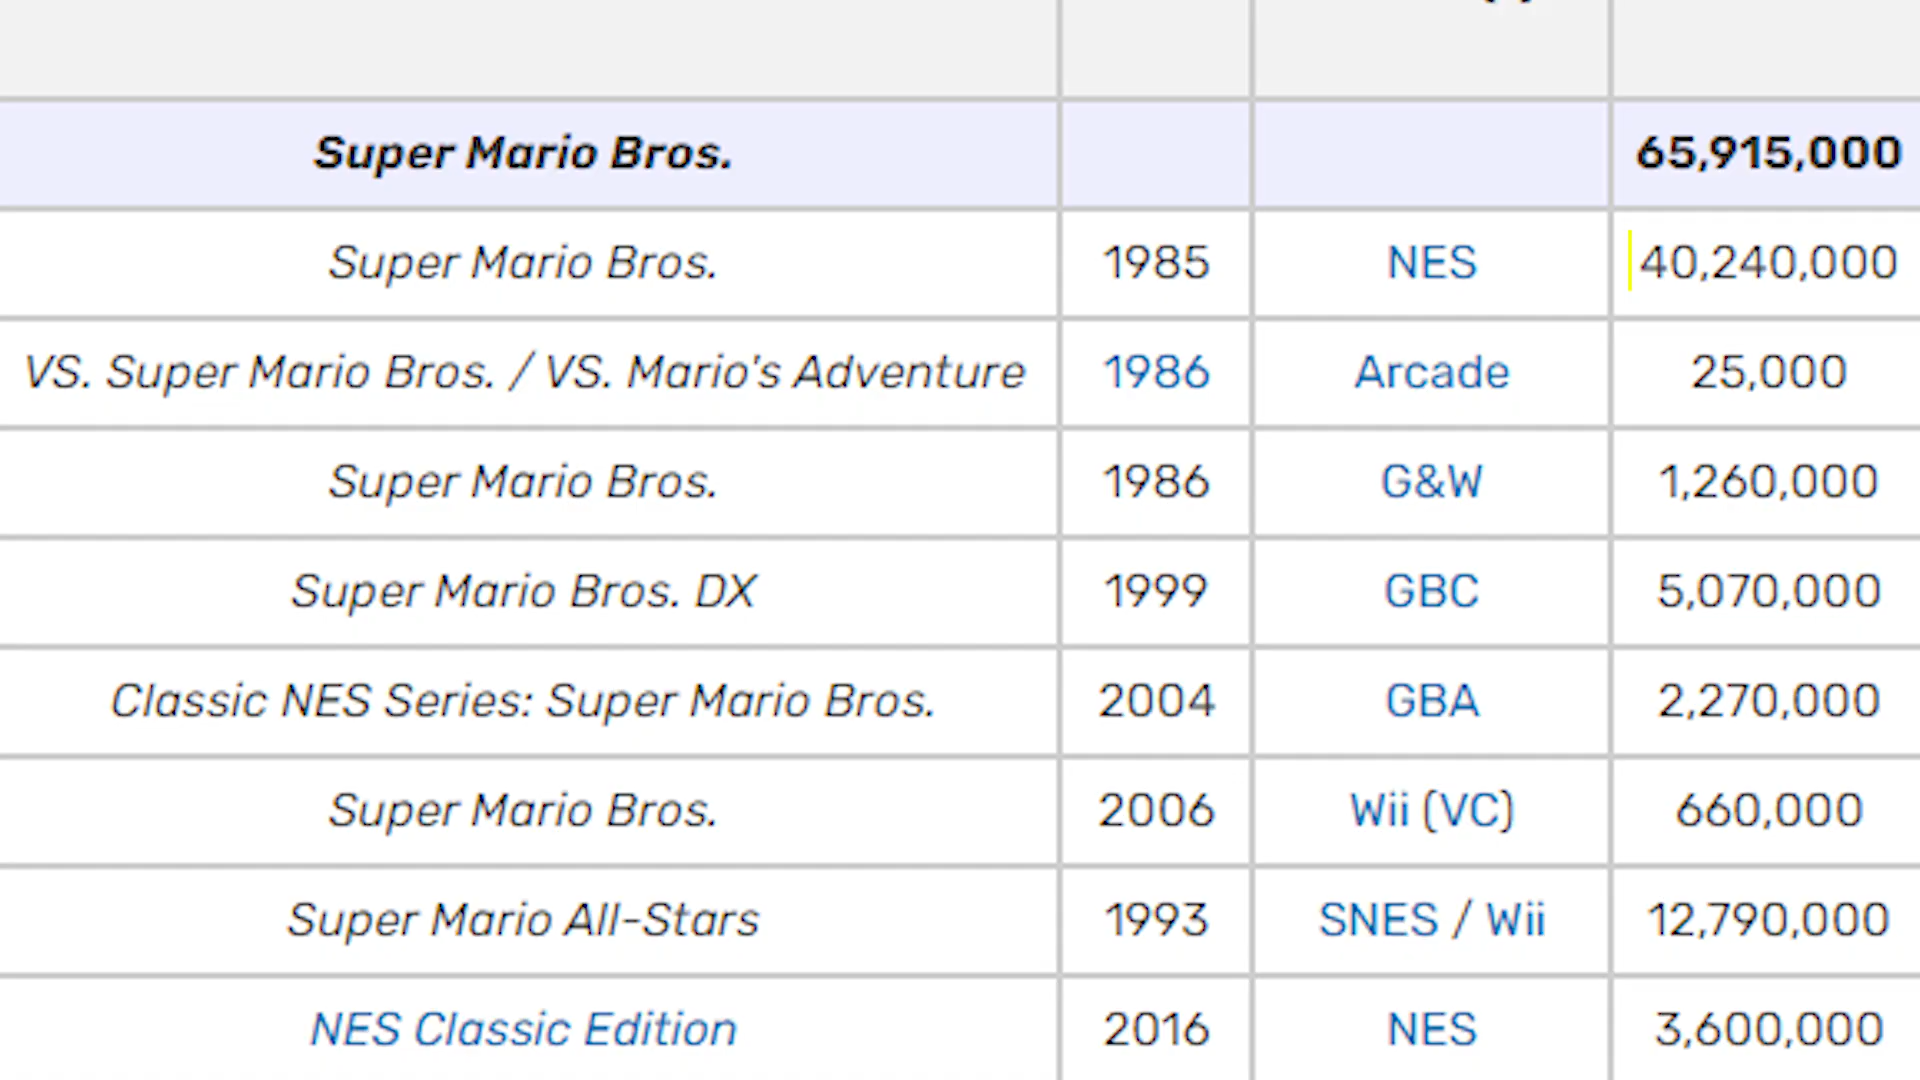 Super Mario Bros. 65,915,000
Super Mario Bros. 1985 NES 40,240,000
VS. Super Mario Bros. / VS. Mario's Adventure 1986 Arcade 25,000
Super Mario Bros. 1986 G&W 1,260,000
Super Mario Bros. DX 1999 GBC 5,070,000
Classic NES Series: Super Mario Bros. 2004 GBA 2,270,000
Super Mario Bros. 2006 Wii (VC) 660,000
Super Mario All-Stars 1993 SNES / Wii 12,790,000
NES Classic Edition 2016 NES 3,600,000